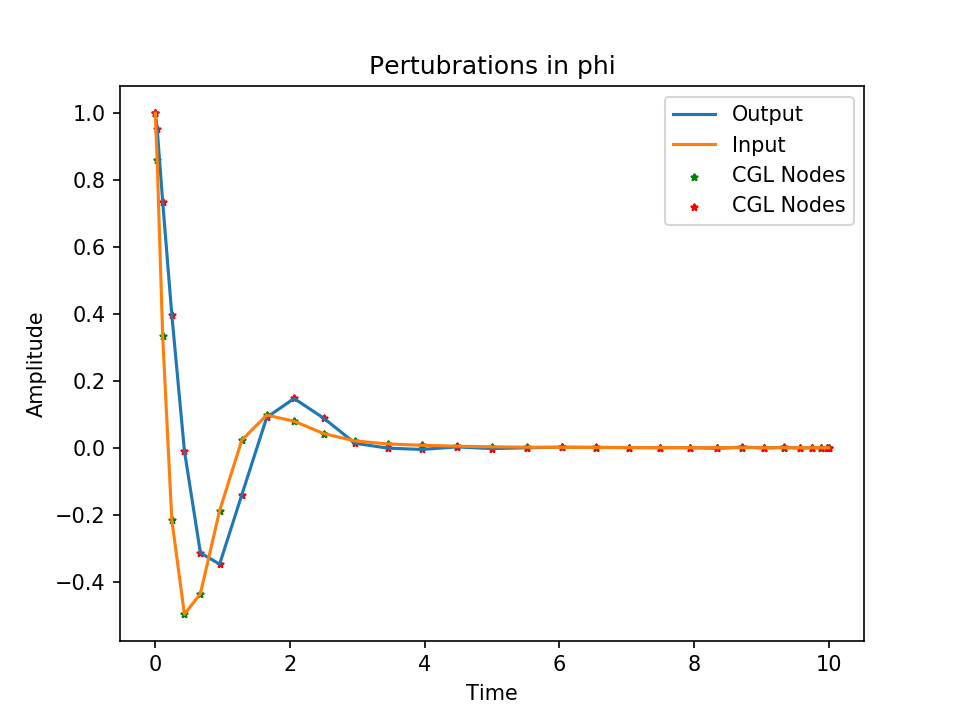 Pertubrations in phi
Output
Input
CGL Nodes
CGL Nodes
1.0
0.8
0.6
0.4
0.2
0.0
−0.2
−0.4
Amplitude
0 2 4 6 8 10
Time